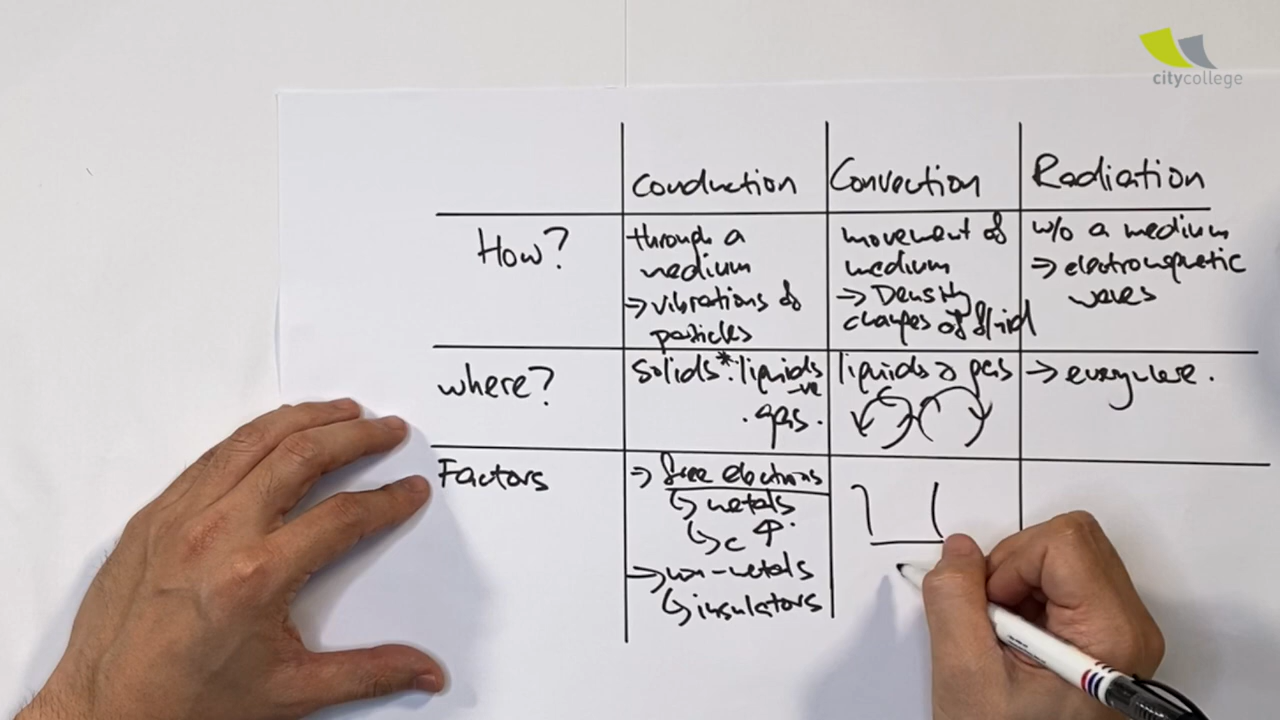 citycollege
Conduction
Convection
Radiation
How?
through a
medium
→ vibrations of
particles
movement of
medium
→ Density
changes of fluid
w/o a medium
⇒ electromagnetic
waves
where?
solids* · liquids
-ve
· gas ·
liquids & gas
→ everywhere.
Factors
→ free electrons
↳ metals
↳ C ↑
→ non-metals
↳ insulators